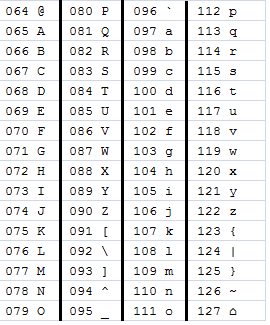 064 @ 080 P 096 ` 112 p
065 A 081 Q 097 a 113 q
066 B 082 R 098 b 114 r
067 C 083 S 099 c 115 s
068 D 084 T 100 d 116 t
069 E 085 U 101 e 117 u
070 F 086 V 102 f 118 v
071 G 087 W 103 g 119 w
072 H 088 X 104 h 120 x
073 I 089 Y 105 i 121 y
074 J 090 Z 106 j 122 z
075 K 091 [ 107 k 123 {
076 L 092 \ 108 l 124 |
077 M 093 ] 109 m 125 }
078 N 094 ^ 110 n 126 ~
079 O 095 _ 111 o 127 ⌂